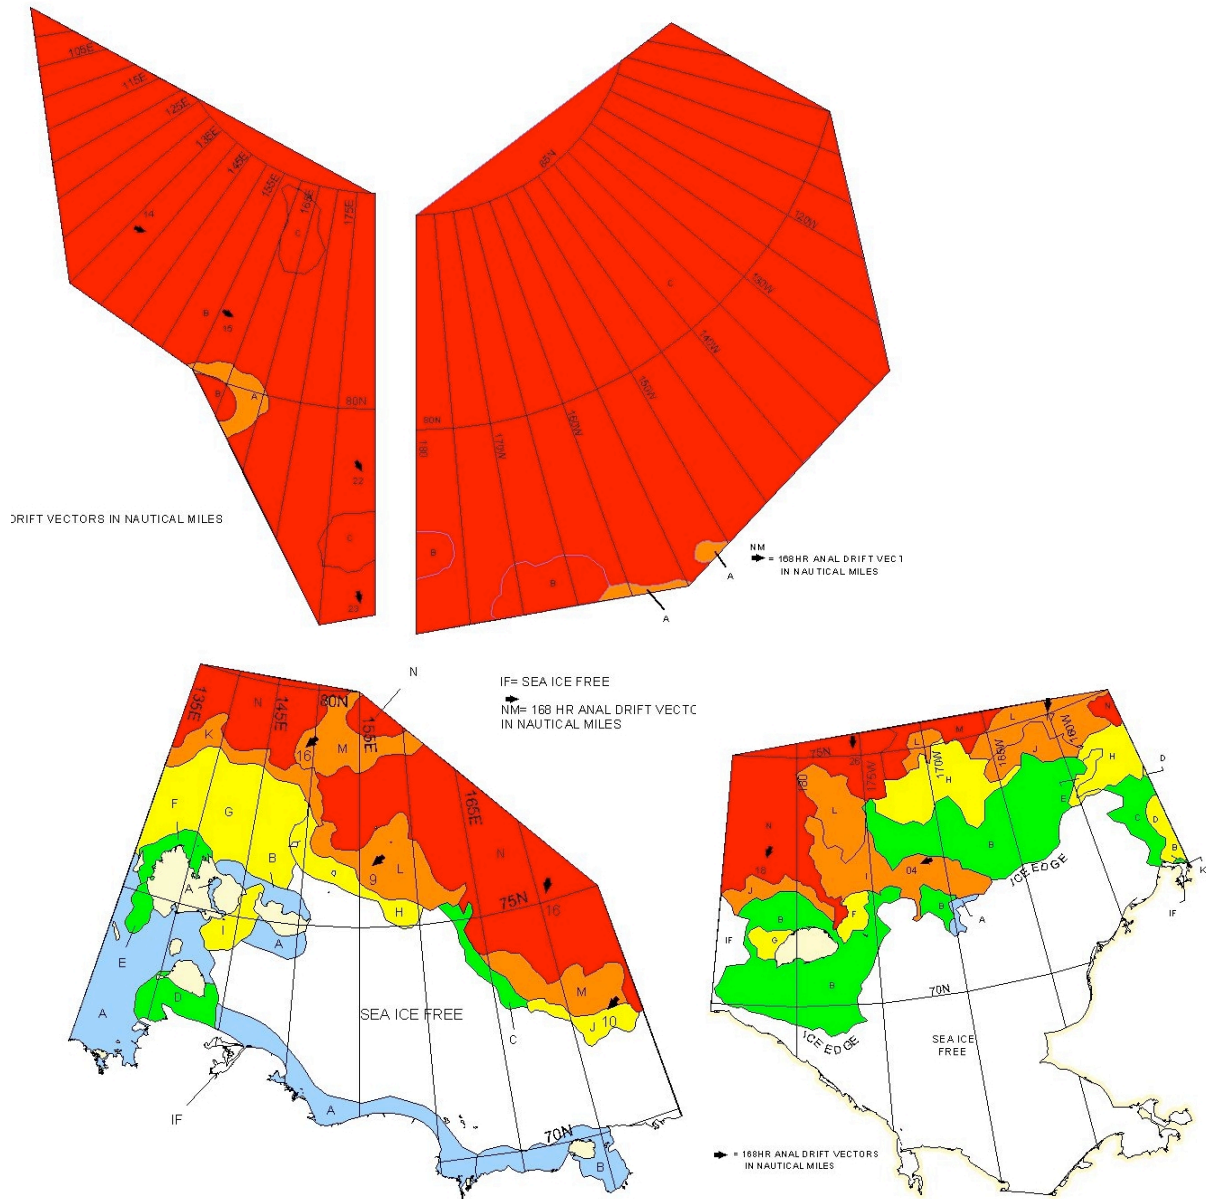 105E
115E
125E
135E
145E
155E
165E
175E
14
C
B
15
B
A
80N
22
DRIFT VECTORS IN NAUTICAL MILES
C
23
85N
120W
130W
C
140W
150W
160W
170W
180
80N
B
B
A
A
NM
= 168 HR ANAL DRIFT VECT
IN NAUTICAL MILES
N
IF= SEA ICE FREE
NM= 168 HR ANAL DRIFT VECTO
IN NAUTICAL MILES
135E
N
145E
80N
155E
K
16
M
F
G
165E
B
9
L
N
A
H
75N
16
I
A
E
D
A
SEA ICE FREE
M
J 10
C
IF
A
70N
B
L
160W
N
75N
26
L
M
165W
J
180
175W
170W
H
H
D
E
L
C
D
N
B
B
K
18
I
04
ICE EDGE
J
B
F
B
A
IF
IF
G
B
70N
ICE EDGE
SEA ICE
FREE
= 168HR ANAL DRIFT VECTORS
IN NAUTICAL MILES